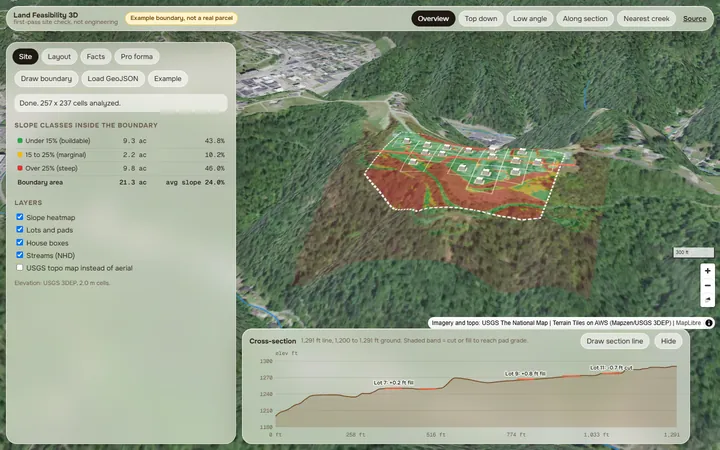 Land Feasibility 3D
first-pass site check, not engineering
Example boundary, not a real parcel
Overview
Top down
Low angle
Along section
Nearest creek
Source
Site
Layout
Facts
Pro forma
Draw boundary
Load GeoJSON
Example
Done. 257 x 237 cells analyzed.
SLOPE CLASSES INSIDE THE BOUNDARY
Under 15% (buildable) 9.3 ac 43.8%
15 to 25% (marginal) 2.2 ac 10.2%
Over 25% (steep) 9.8 ac 46.0%
Boundary area 21.3 ac avg slope 24.0%
LAYERS
Slope heatmap
Lots and pads
House boxes
Streams (NHD)
USGS topo map instead of aerial
Elevation: USGS 3DEP, 2.0 m cells.
300 ft
Imagery and topo: USGS The National Map | Terrain Tiles on AWS (Mapzen/USGS 3DEP) | MapLibre
Cross-section
1,291 ft line, 1,200 to 1,291 ft ground. Shaded bars = cut or fill to reach pad grade.
Draw section line
Hide
elev ft
1300
1270
1240
1210
1180
Lot 7: +0.2 ft fill
Lot 9: +0.8 ft fill
Lot 11: 0.7 ft cut
0 ft
258 ft
516 ft
774 ft
1,033 ft
1,291